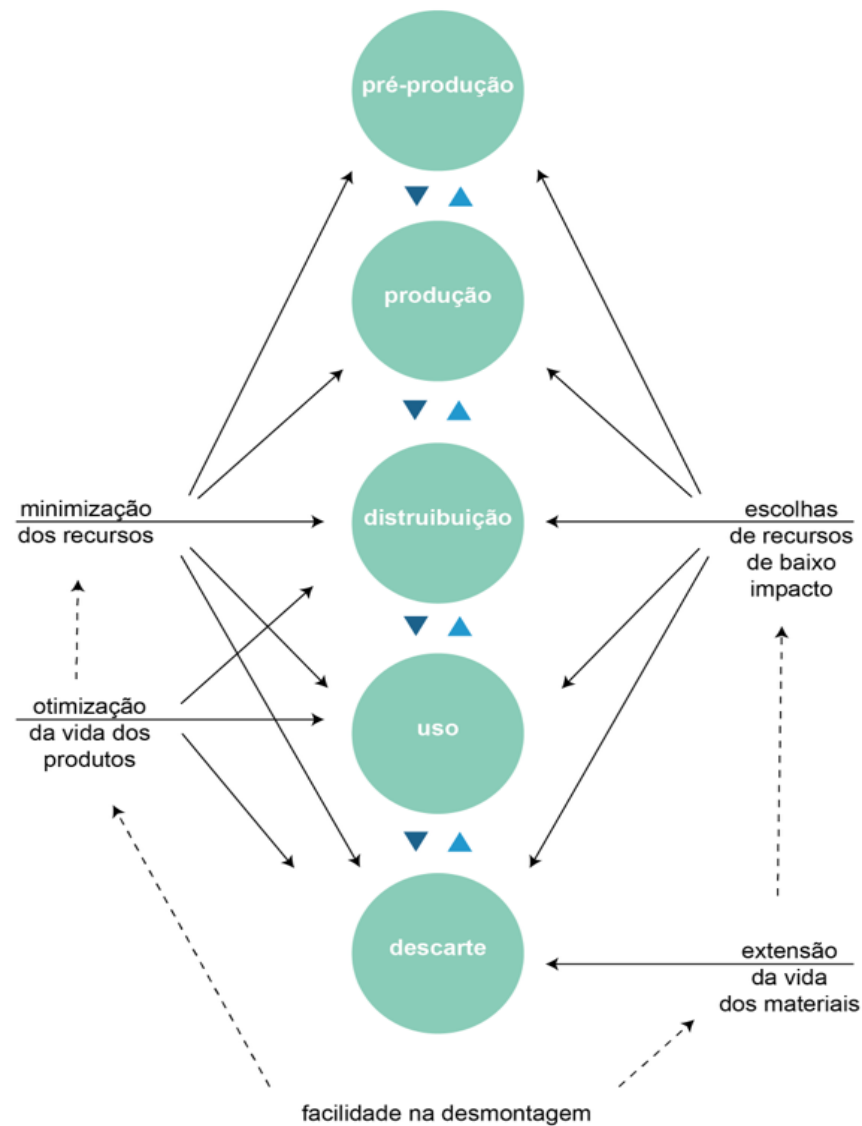 pré-produção
produção
minimização
dos recursos
distruibuição
escolhas
de recursos
de baixo
impacto
otimização
da vida dos
produtos
uso
descarte
extensão
da vida
dos materiais
facilidade na desmontagem